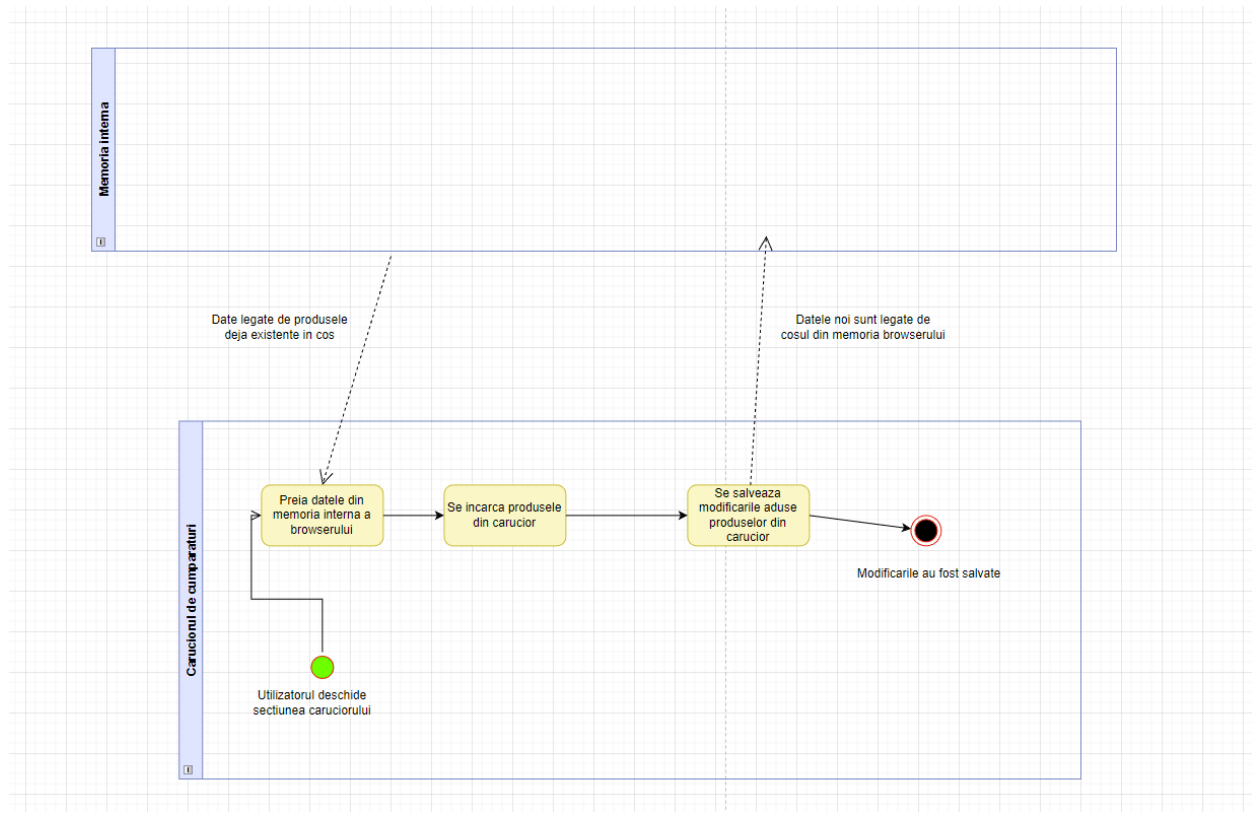 Memoria interna
Date legate de produsele
deja existente in cos
Datele noi sunt legate de
cosul din memoria browserului
Caruciorul de cumparaturi
Preia datele din
memoria interna a
browserului
Se incarca produsele
din carucior
Se salveaza
modificarile aduse
produselor din
carucior
Modificarile au fost salvate
Utilizatorul deschide
sectiunea caruciorului